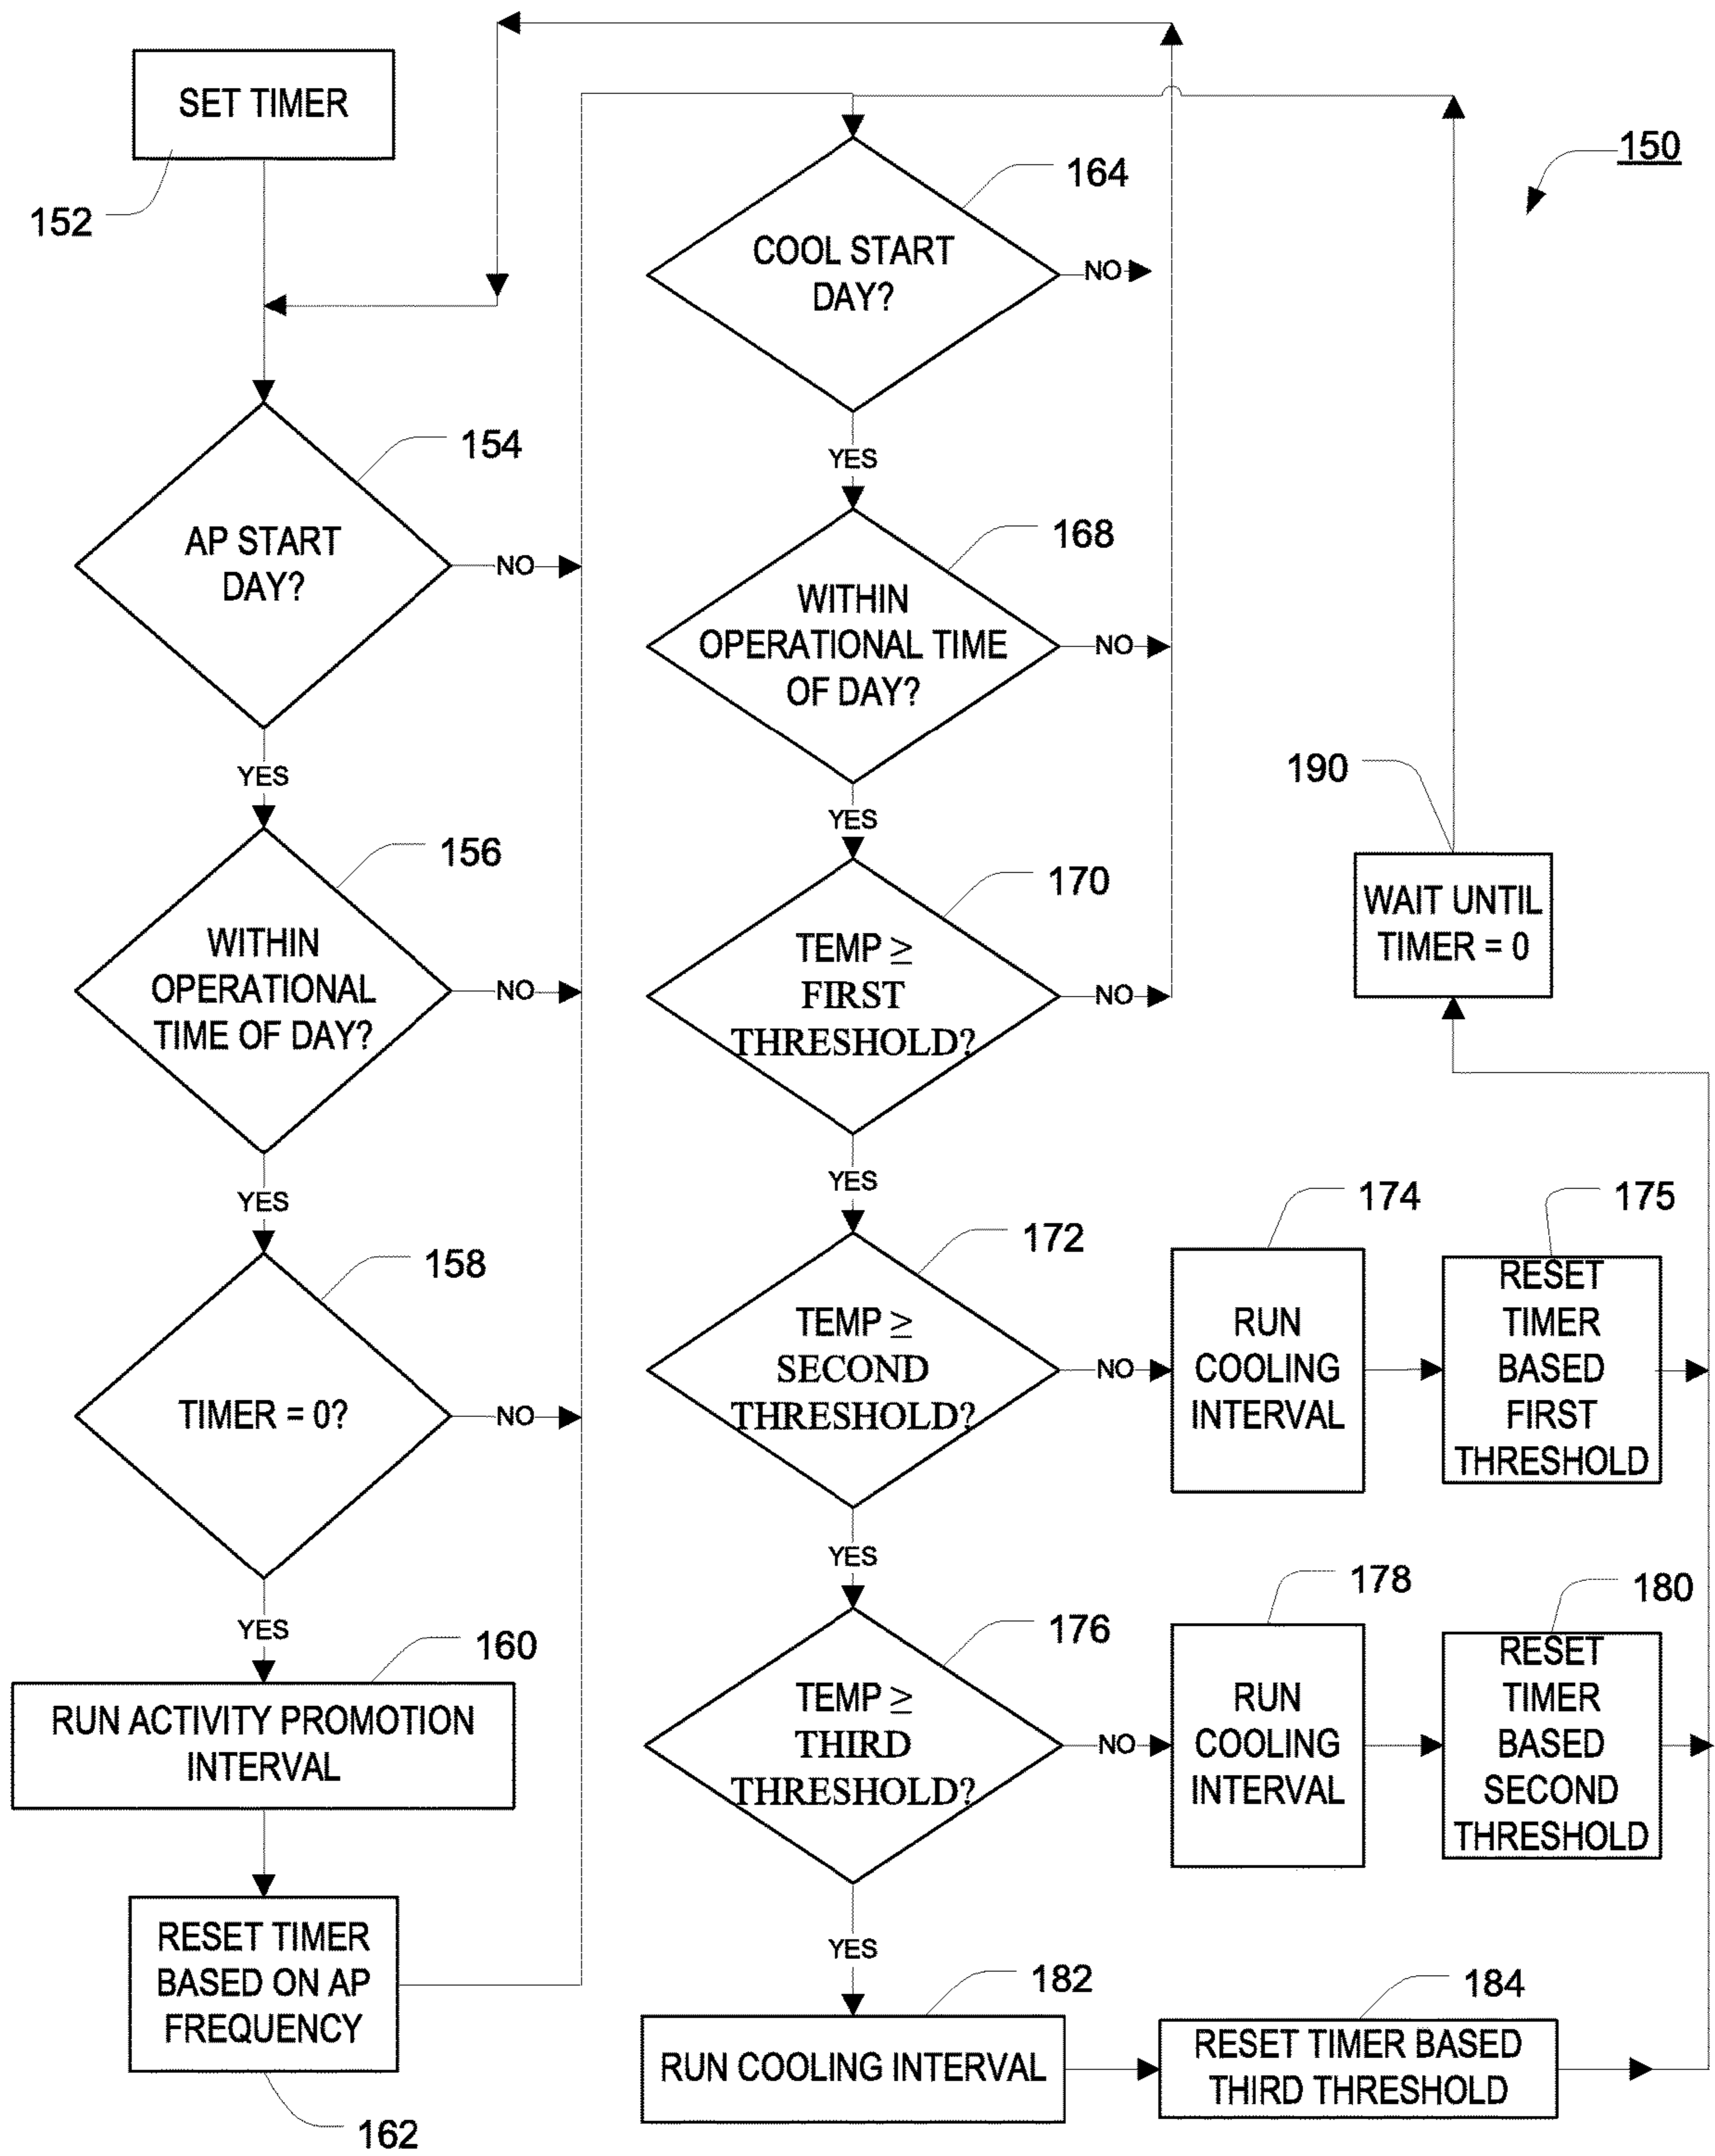 SET TIMER
152
150
164
COOL START
DAY?
NO
YES
154
AP START
DAY?
NO
YES
168
WITHIN
OPERATIONAL TIME
OF DAY?
NO
YES
156
WITHIN
OPERATIONAL
TIME OF DAY?
NO
YES
190
WAIT UNTIL
TIMER = 0
170
TEMP ≥
FIRST
THRESHOLD?
NO
YES
158
TIMER = 0?
NO
YES
172
TEMP ≥
SECOND
THRESHOLD?
NO
YES
174
RUN
COOLING
INTERVAL
175
RESET
TIMER
BASED
FIRST
THRESHOLD
160
RUN ACTIVITY PROMOTION
INTERVAL
176
TEMP ≥
THIRD
THRESHOLD?
NO
YES
178
RUN
COOLING
INTERVAL
180
RESET
TIMER
BASED
SECOND
THRESHOLD
RESET TIMER
BASED ON AP
FREQUENCY
162
182
RUN COOLING INTERVAL
184
RESET TIMER BASED
THIRD THRESHOLD